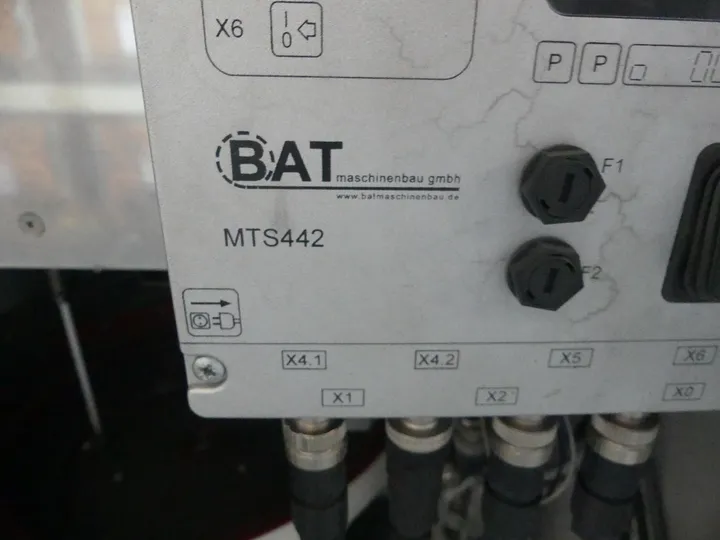 X6
I
0
P P
BAT
maschinenbau gmbh
www.batmaschinenbau.de
F1
MTS442
F2
X4.1 X4.2 X5 X6
X1 X2 X0